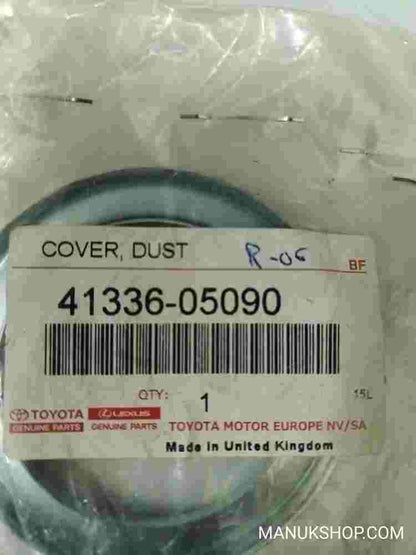 COVER, DUST
R-06
BF
41336-05090
QTY: 1
15L
TOYOTA LEXUS
GENUINE PARTS GENUINE PARTS
TOYOTA MOTOR EUROPE NV/SA
Made in United Kingdom
MANUKSHOP.COM